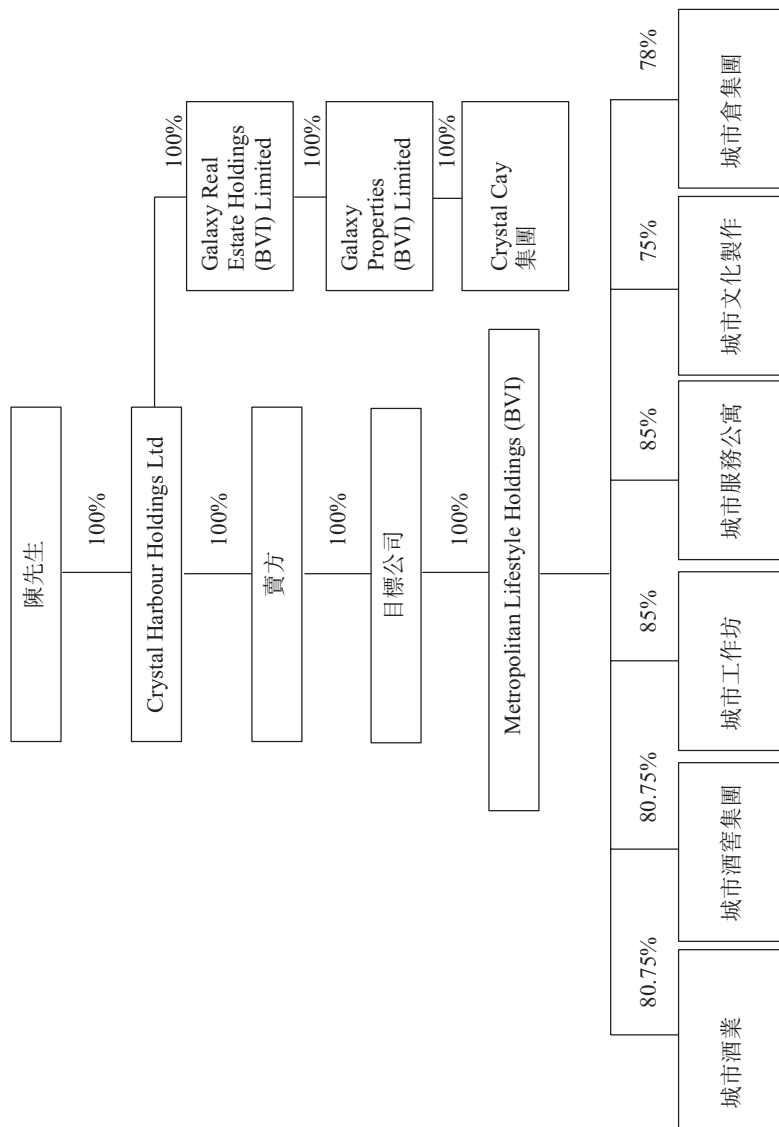 陳先生
100%
Crystal Harbour Holdings Ltd
100%
100%
Galaxy Real
Estate Holdings
(BVI) Limited
賣方
100%
100%
Galaxy
Properties
(BVI) Limited
目標公司
100%
100%
Crystal Cay
集團
Metropolitan Lifestyle Holdings (BVI)
80.75%
80.75%
85%
85%
75%
78%
城市酒業
城市酒窖集團
城市工作坊
城市服務公寓
城市文化製作
城市倉集團